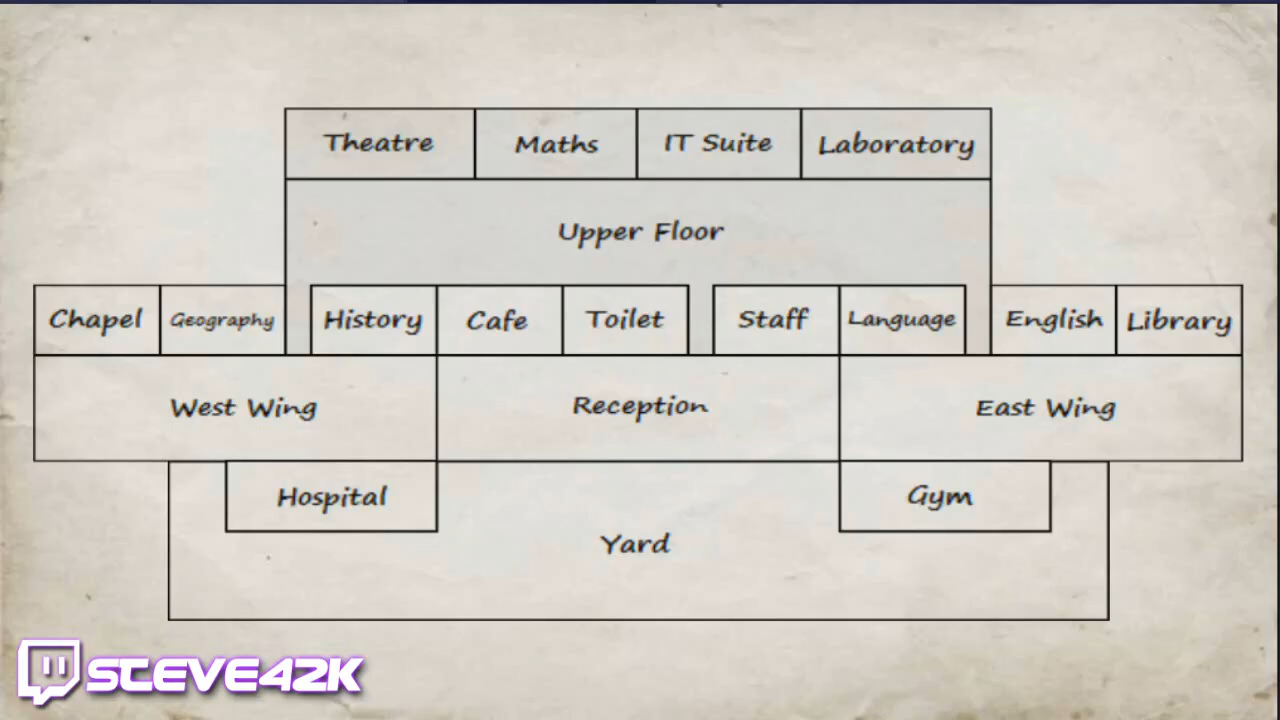 Theatre
Maths
IT Suite
Laboratory
Upper Floor
Chapel
Geography
History
Cafe
Toilet
Staff
Language
English
Library
West Wing
Reception
East Wing
Hospital
Gym
Yard
STEVE42K